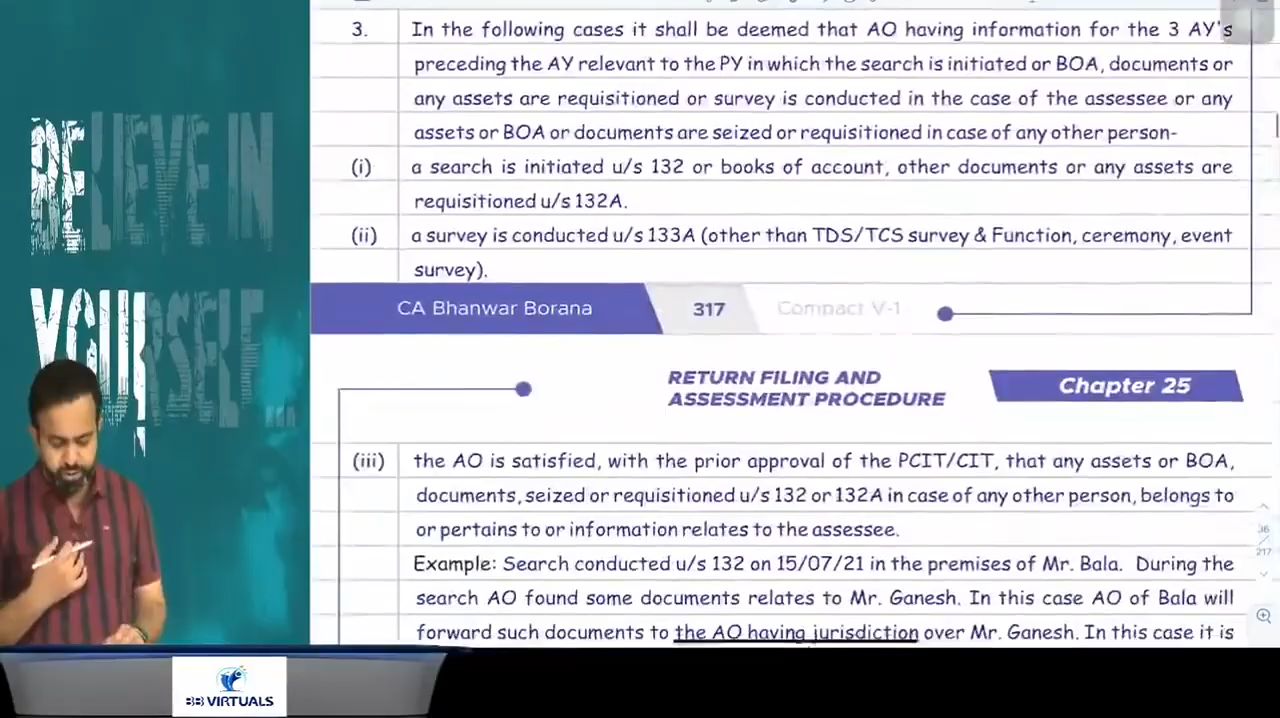 3. In the following cases it shall be deemed that AO having information for the 3 AY's
preceding the AY relevant to the PY in which the search is initiated or BOA, documents or
any assets are requisitioned or survey is conducted in the case of the assessee or any
assets or BOA or documents are seized or requisitioned in case of any other person-
(i) a search is initiated u/s 132 or books of account, other documents or any assets are
requisitioned u/s 132A.
(ii) a survey is conducted u/s 133A (other than TDS/TCS survey & Function, ceremony, event
survey).
CA Bhanwar Borana 317 Compact V-1
RETURN FILING AND
ASSESSMENT PROCEDURE
Chapter 25
(iii) the AO is satisfied, with the prior approval of the PCIT/CIT, that any assets or BOA,
documents, seized or requisitioned u/s 132 or 132A in case of any other person, belongs to
or pertains to or information relates to the assessee.
Example: Search conducted u/s 132 on 15/07/21 in the premises of Mr. Bala. During the
search AO found some documents relates to Mr. Ganesh. In this case AO of Bala will
forward such documents to the AO having jurisdiction over Mr. Ganesh. In this case it is
BELIEVE IN
YOURSELF...
36
217
BB VIRTUALS